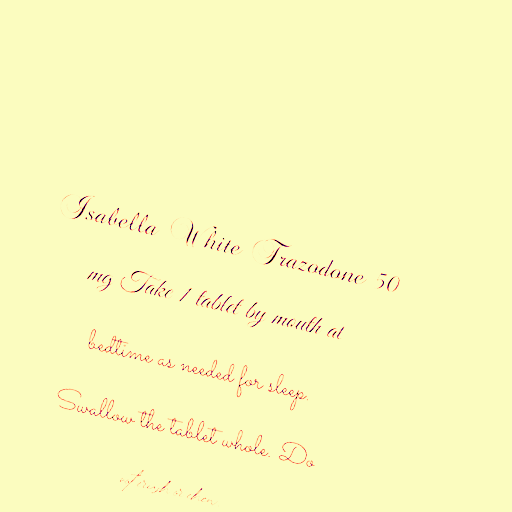 Isabella White Trazodone 50
mg Take 1 tablet by mouth at
bedtime as needed for sleep.
Swallow the tablet whole. Do